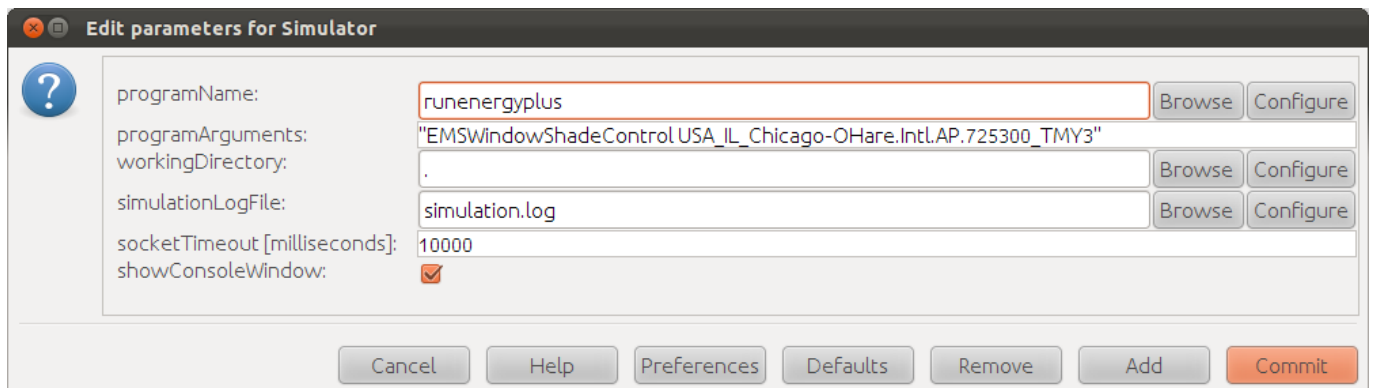 Edit parameters for Simulator
programName: runenergyplus Browse Configure
programArguments: "EMSWindowShadeControl USA_IL_Chicago-OHare.Intl.AP.725300_TMY3"
workingDirectory: . Browse Configure
simulationLogFile: simulation.log Browse Configure
socketTimeout [milliseconds]: 10000
showConsoleWindow:
Cancel Help Preferences Defaults Remove Add Commit